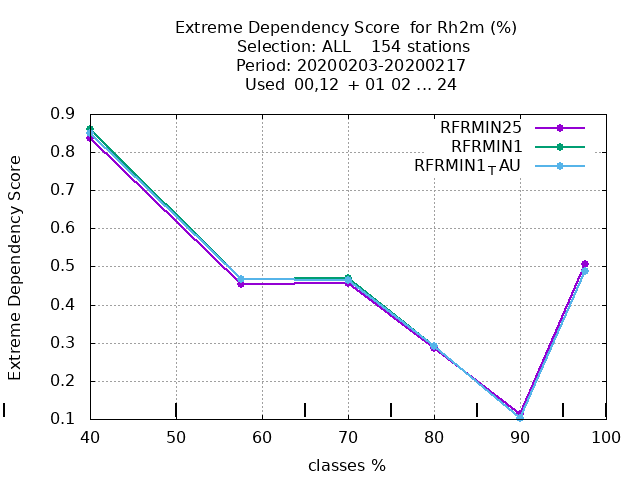 Extreme Dependency Score for Rh2m (%)
Selection: ALL 154 stations
Period: 20200203-20200217
Used 00,12 + 01 02 ... 24
RFRMIN25
RFRMIN1
RFRMIN1TAU
Extreme Dependency Score
0.9
0.8
0.7
0.6
0.5
0.4
0.3
0.2
0.1
40 50 60 70 80 90 100
classes %